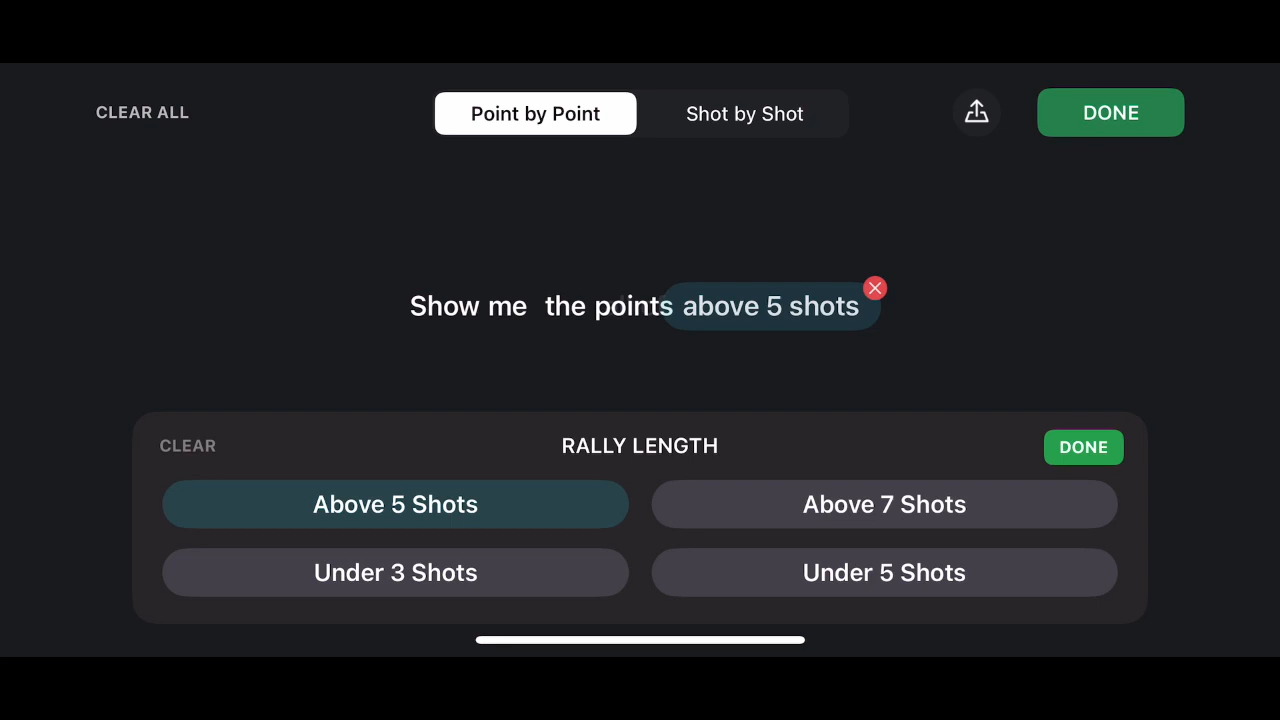 CLEAR ALL
Point by Point
Shot by Shot
DONE
Show me the points above 5 shots
CLEAR
RALLY LENGTH
DONE
Above 5 Shots
Above 7 Shots
Under 3 Shots
Under 5 Shots